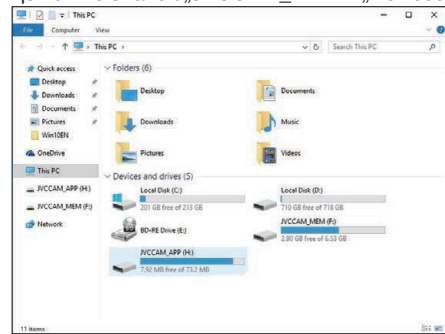 This PC
File
Computer
View
This PC
Search This PC
Quick access
Desktop
Downloads
Documents
Pictures
Win10EN
OneDrive
This PC
JVCCAM_APP (H:)
JVCCAM_MEM (F:)
Network
Folders (6)
Desktop
Documents
Downloads
Music
Pictures
Videos
Devices and drives (5)
Local Disk (C:)
201 GB free of 213 GB
Local Disk (D:)
710 GB free of 718 GB
BD-RE Drive (E:)
JVCCAM_MEM (F:)
2.90 GB free of 6.53 GB
JVCCAM_APP (H:)
7.92 MB free of 73.2 MB
11 items